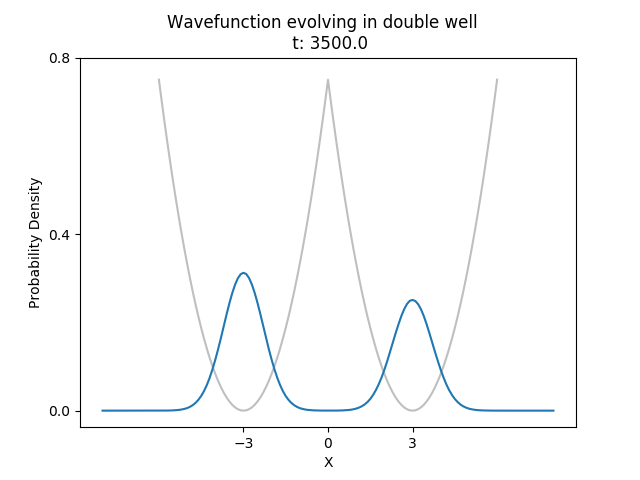 Wavefunction evolving in double well
t: 3500.0
0.8
0.4
0.0
Probability Density
−3 0 3
X